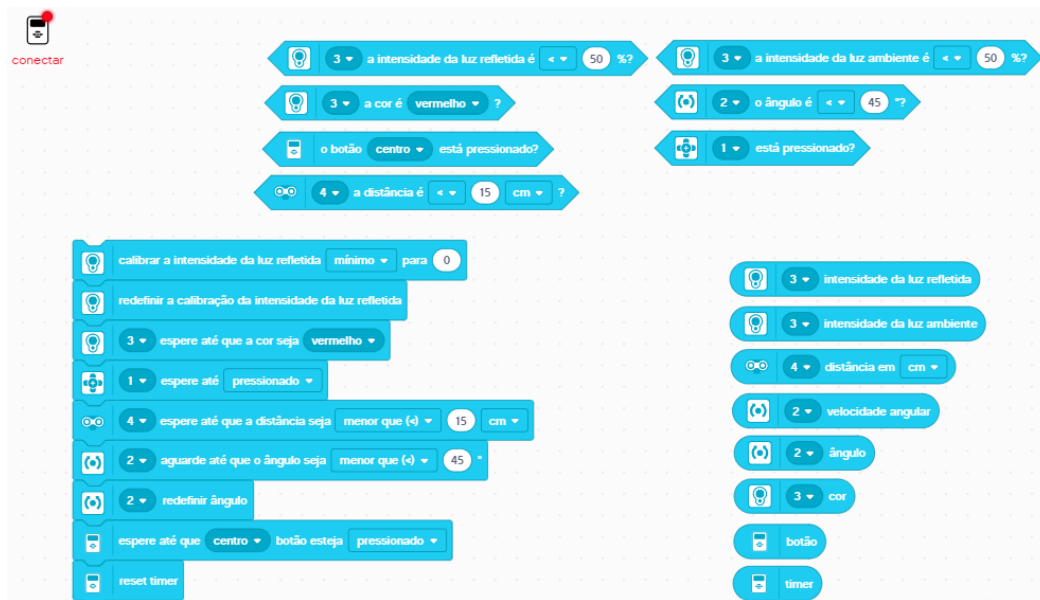 conectar
3 a intensidade da luz refletida é < 50 %?
3 a intensidade da luz ambiente é < 50 %?
3 a cor é vermelho ?
2 o ângulo é < 45 °?
o botão centro está pressionado?
1 está pressionado?
4 a distância é < 15 cm ?
calibrar a intensidade da luz refletida mínimo para 0
redefinir a calibração da intensidade da luz refletida
3 espere até que a cor seja vermelho
1 espere até pressionado
4 espere até que a distância seja menor que (<) 15 cm
2 aguarde até que o ângulo seja menor que (<) 45 °
2 redefinir ângulo
espere até que centro botão esteja pressionado
reset timer
3 intensidade da luz refletida
3 intensidade da luz ambiente
4 distância em cm
2 velocidade angular
2 ângulo
3 cor
botão
timer